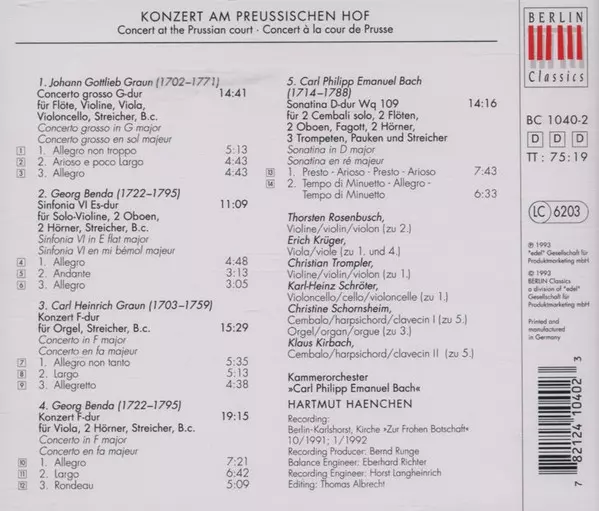 KONZERT AM PREUSSISCHEN HOF
Concert at the Prussian court · Concert à la cour de Prusse
1. Johann Gottlieb Graun (1702–1771)
Concerto grosso G-dur 14:41
für Flöte, Violine, Viola,
Violoncello, Streicher, B.c.
Concerto grosso in G major
Concerto grosso en sol majeur
1 1. Allegro non troppo 5:13
2 2. Arioso e poco Largo 4:43
3 3. Allegro 4:43
2. Georg Benda (1722–1795)
Sinfonia VI Es-dur 11:09
für Solo-Violine, 2 Oboen,
2 Hörner, Streicher, B.c.
Sinfonia VI in E flat major
Sinfonia VI en mi bémol majeur
4 1. Allegro 4:48
5 2. Andante 3:13
6 3. Allegro 3:05
3. Carl Heinrich Graun (1703–1759)
Konzert F-dur
für Orgel, Streicher, B.c. 15:29
Concerto in F major
Concerto en fa majeur
7 1. Allegro non tanto 5:35
8 2. Largo 5:13
9 3. Allegretto 4:38
4. Georg Benda (1722–1795)
Konzert F-dur 19:15
für Viola, 2 Hörner, Streicher, B.c.
Concerto in F major
Concerto en fa majeur
10 1. Allegro 7:21
11 2. Largo 6:42
12 3. Rondeau 5:09
5. Carl Philipp Emanuel Bach
(1714–1788)
Sonatina D-dur Wq 109 14:16
für 2 Cembali solo, 2 Flöten,
2 Oboen, Fagott, 2 Hörner,
3 Trompeten, Pauken und Streicher
Sonatina in D major
Sonatina en ré majeur
13 1. Presto - Arioso - Presto - Arioso 7:43
14 2. Tempo di Minuetto - Allegro -
Tempo di Minuetto 6:33
Thorsten Rosenbusch,
Violine/violin/violon (zu 2.)
Erich Krüger,
Viola/viole (zu 1. und 4.)
Christian Trompler,
Violine/violin/violon (zu 1.)
Karl-Heinz Schröter,
Violoncello/cello/violoncelle (zu 1.)
Christine Schornsheim,
Cembalo/harpsichord/clavecin I (zu 5.)
Orgel/organ/orgue (zu 3.)
Klaus Kirbach,
Cembalo/harpsichord/clavecin II (zu 5.)
Kammerorchester
»Carl Philipp Emanuel Bach«
HARTMUT HAENCHEN
Recording:
Berlin-Karlshorst, Kirche »Zur Frohen Botschaft«
10/1991; 1/1992
Recording Producer: Bernd Runge
Balance Engineer: Eberhard Richter
Recording Engineer: Horst Langheinrich
Editing: Thomas Albrecht
BERLIN
Classics
BC 1040-2
D D D
TT: 75:19
LC 6203
℗ 1993
"edel" Gesellschaft für
Produktmarketing mbH
© 1993
BERLIN Classics
a division of "edel"
Gesellschaft für
Produktmarketing mbH
Printed and
manufactured
in Germany
7 82124 10402 3